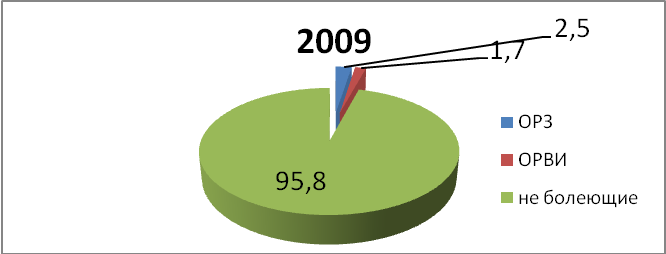 2009
2,5
1,7
95,8
ОРЗ
ОРВИ
не болеющие